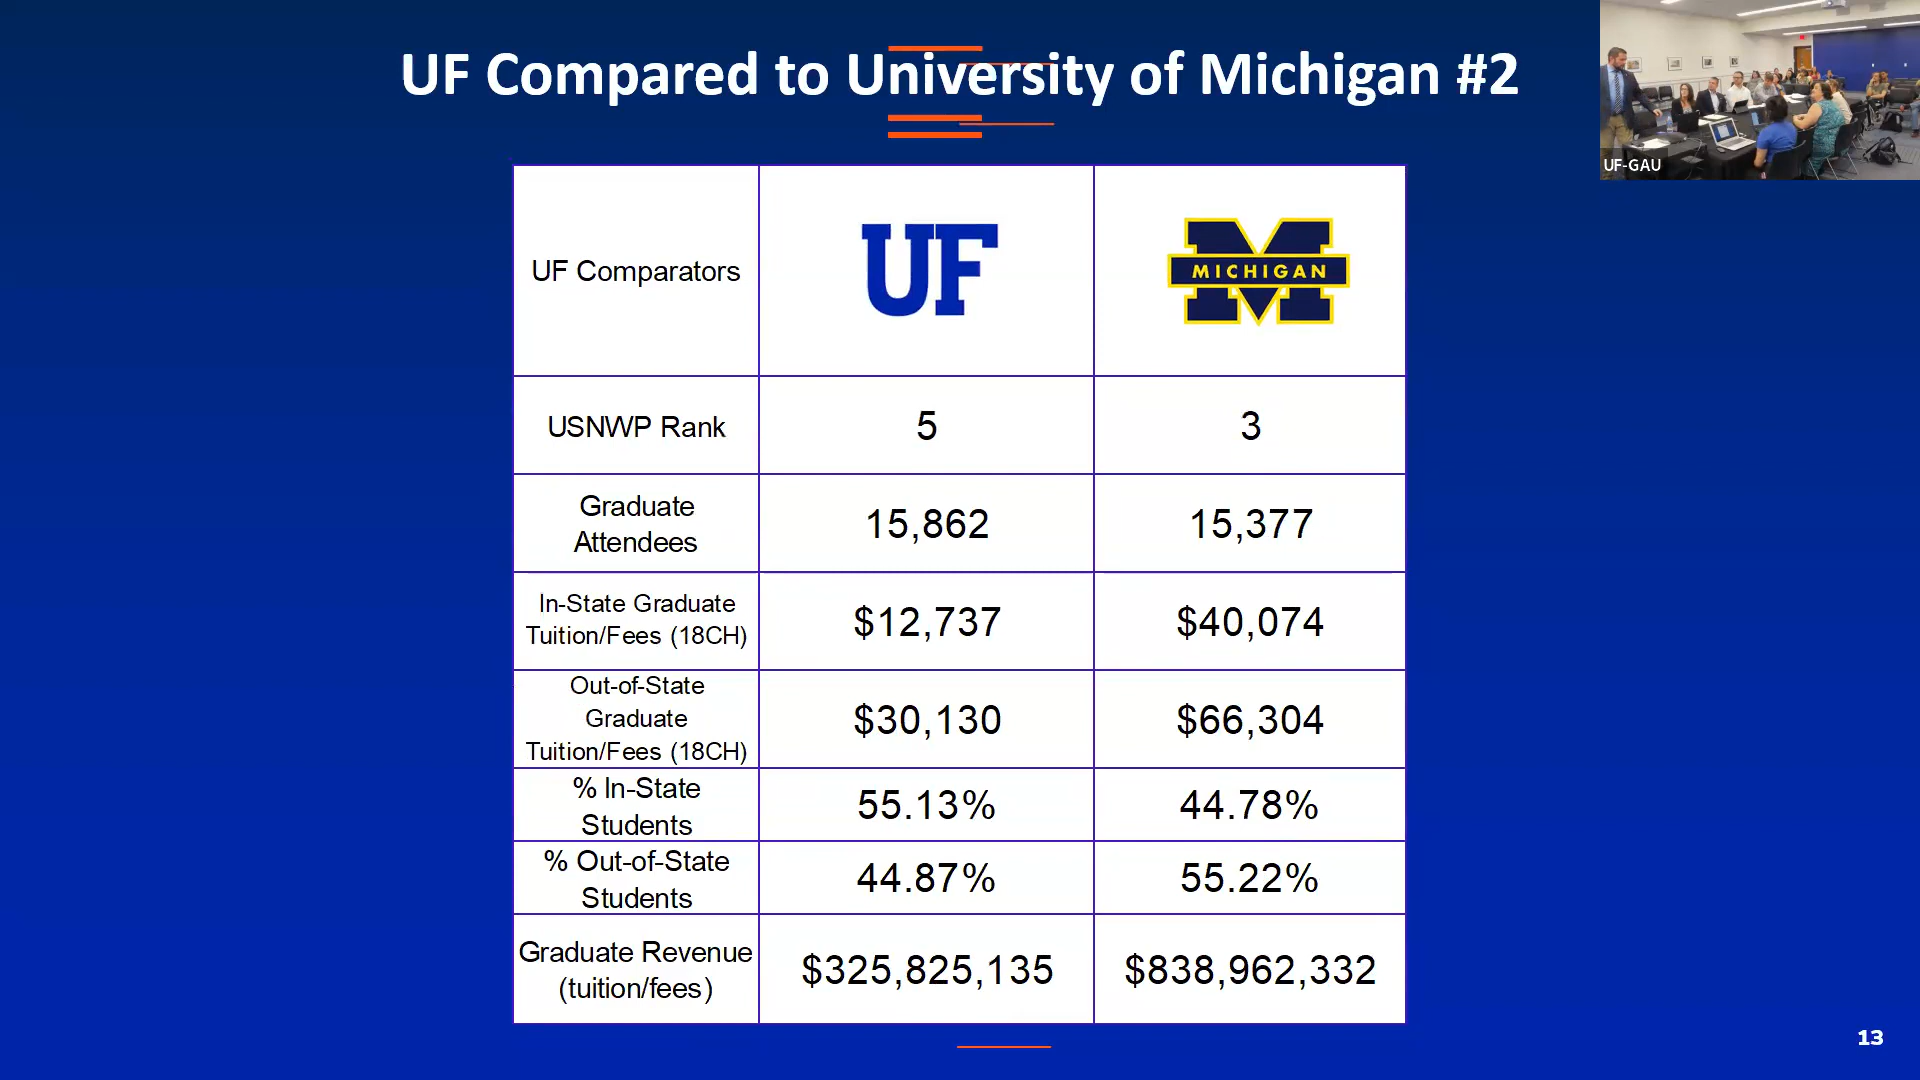 UF Compared to University of Michigan #2
UF-GAU
UF Comparators
UF
MICHIGAN
USNWP Rank
5
3
Graduate
Attendees
15,862
15,377
In-State Graduate
Tuition/Fees (18CH)
$12,737
$40,074
Out-of-State
Graduate
Tuition/Fees (18CH)
$30,130
$66,304
% In-State
Students
55.13%
44.78%
% Out-of-State
Students
44.87%
55.22%
Graduate Revenue
(tuition/fees)
$325,825,135
$838,962,332
13